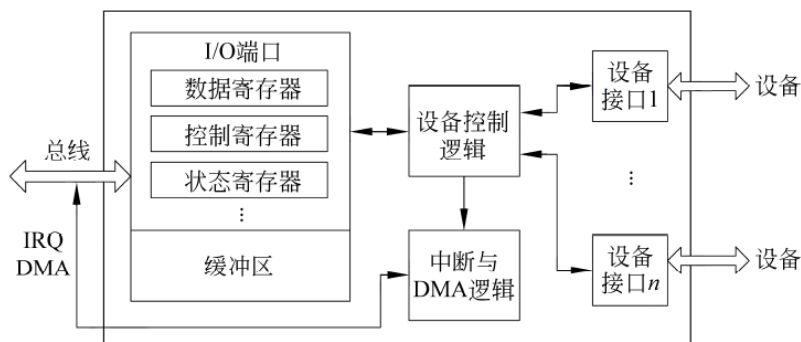 I/O端口
数据寄存器
控制寄存器
状态寄存器
⋮
缓冲区
总线
IRQ
DMA
设备控制
逻辑
中断与
DMA逻辑
设备
接口1
设备
⋮
设备
接口n
设备